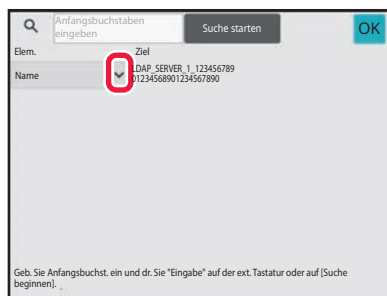 Anfangsbuchstaben
eingeben
Suche starten
OK
Elem.
Ziel
Name
LDAP_SERVER_1_123456789
01234568901234567890
Geb. Sie Anfangsbuchst. ein und dr. Sie "Eingabe" auf der ext. Tastatur oder auf [Suche
beginnen].